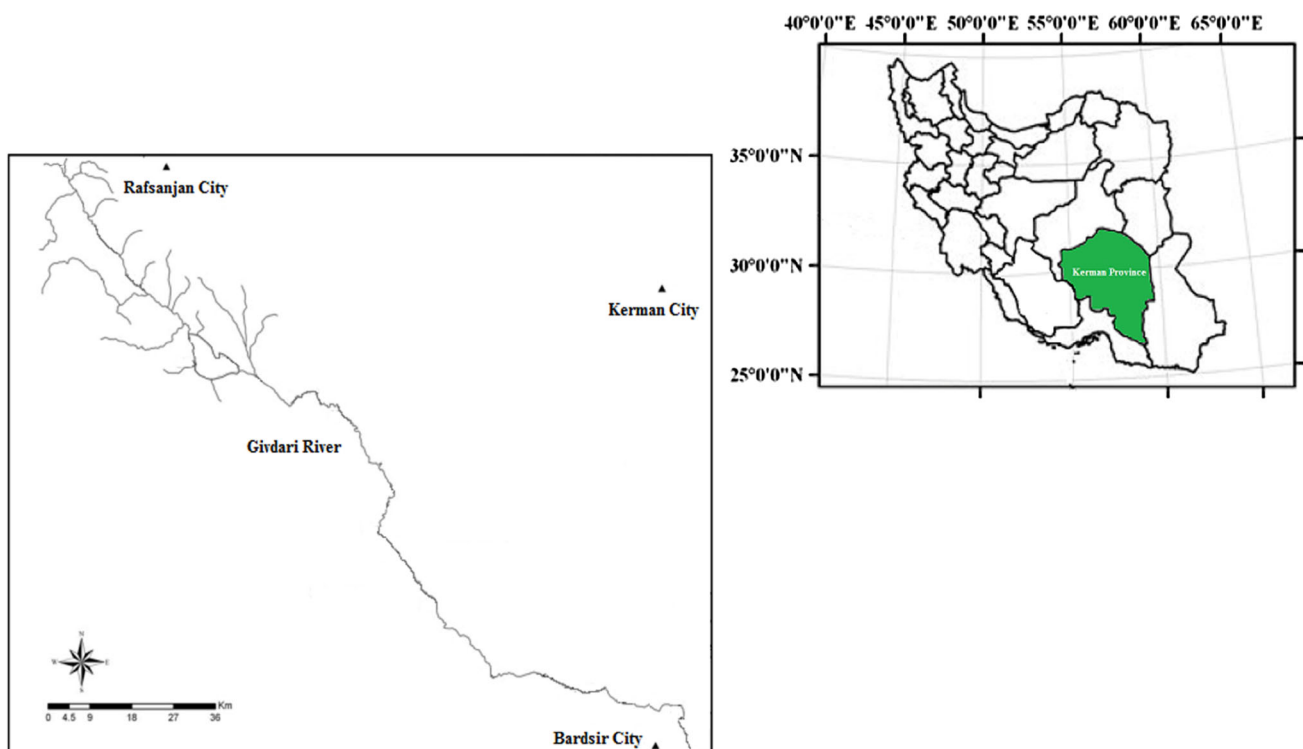 40°0'0"E 45°0'0"E 50°0'0"E 55°0'0"E 60°0'0"E 65°0'0"E
35°0'0"N
30°0'0"N
25°0'0"N
Kerman Province
Rafsanjan City
Kerman City
Givdari River
N
W E
S
Km
0 4.5 9 18 27 36
Bardsir City